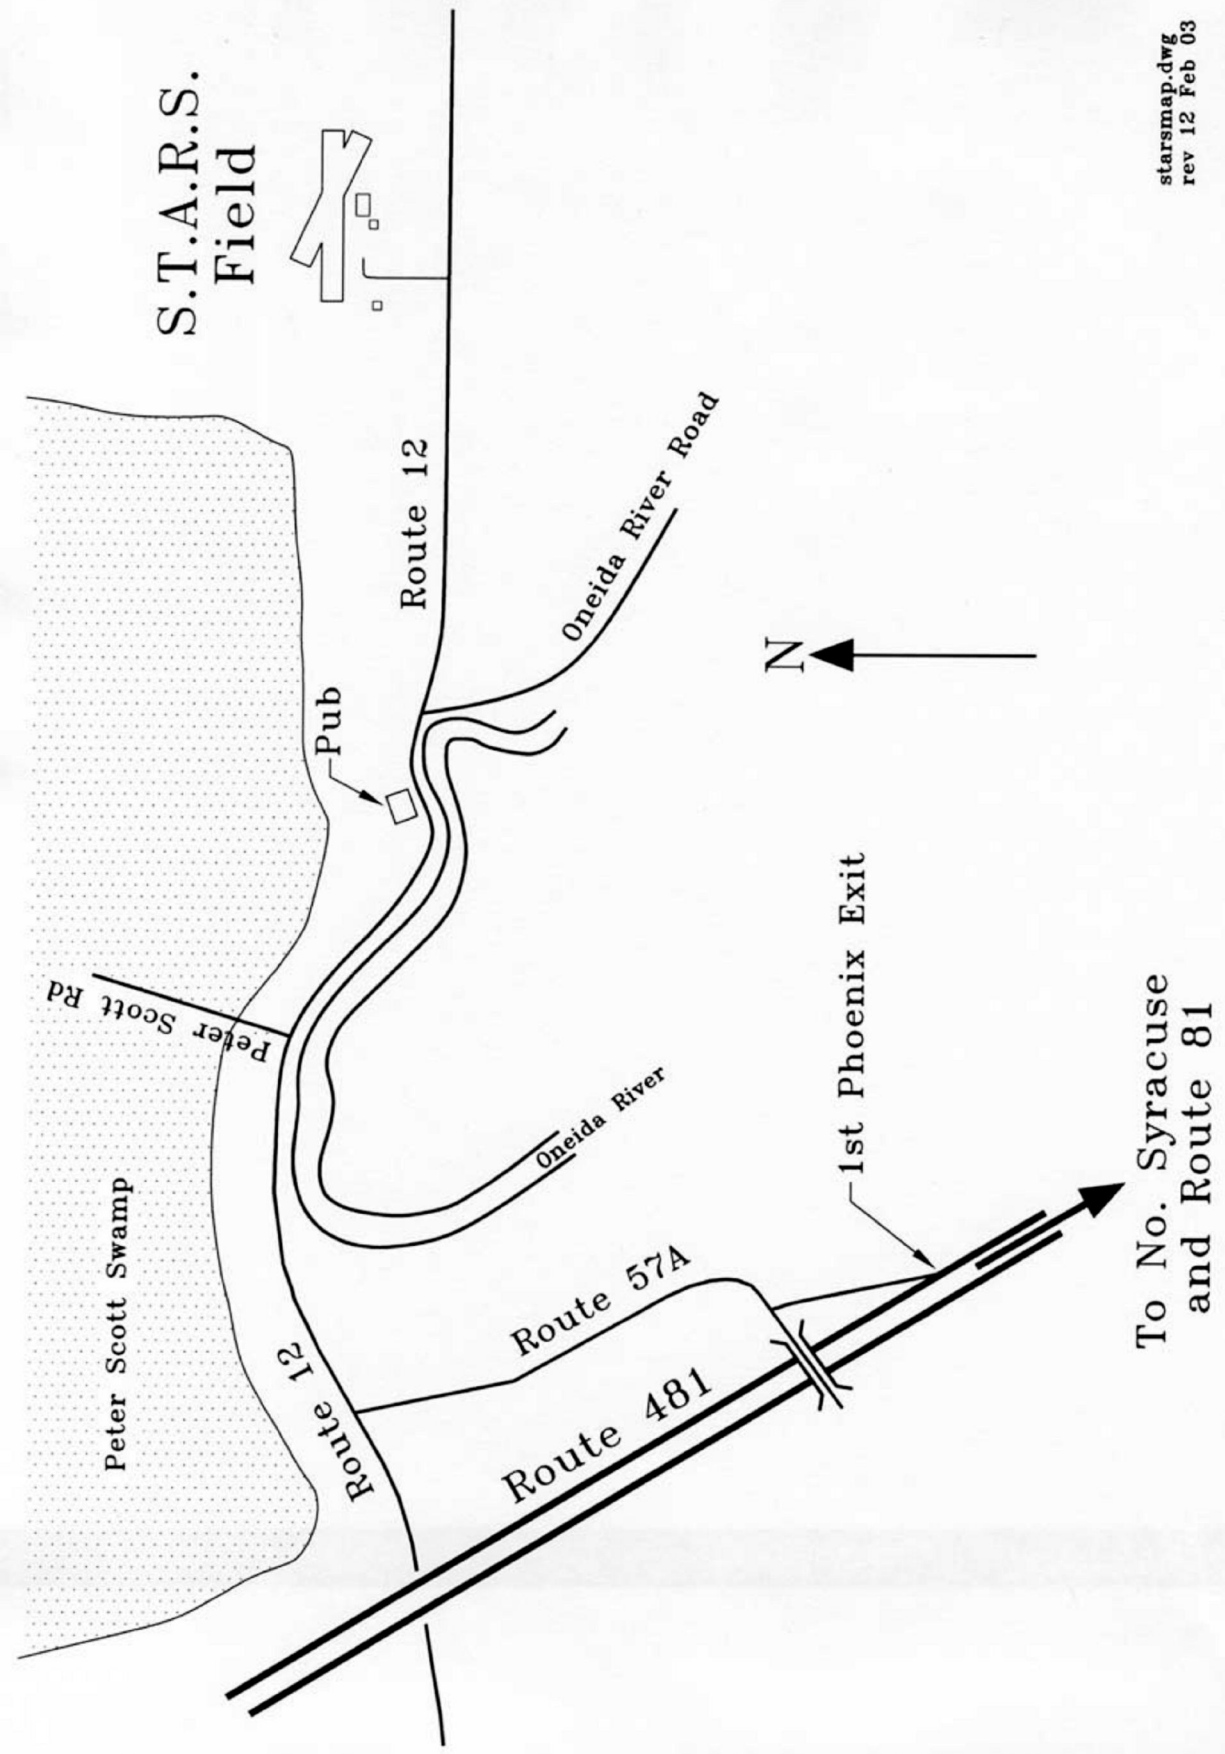 S.T.A.R.S.
Field
starsmap.dwg
rev 12 Feb 03
Route 12
Oneida River Road
Pub
N
Peter Scott Rd
Peter Scott Swamp
Oneida River
1st Phoenix Exit
Route 12
Route 57A
Route 481
To No. Syracuse
and Route 81